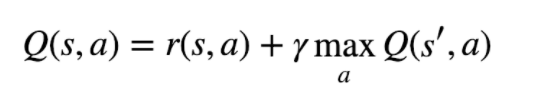 Q(s, a) = r(s, a) + γ max Q(s′, a)
a